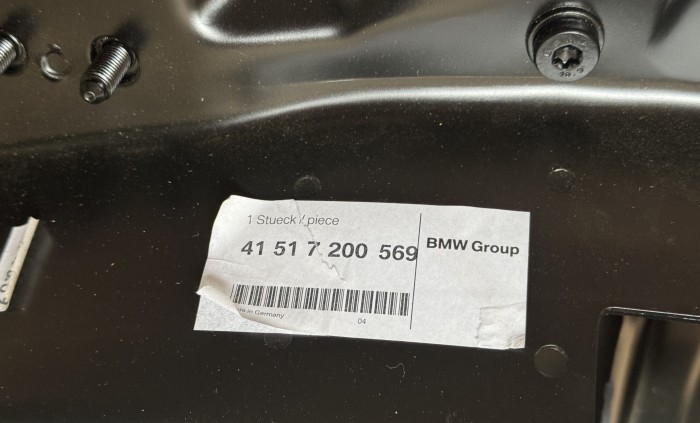 1 Stueck / piece
41 51 7 200 569
BMW Group
in Germany
04